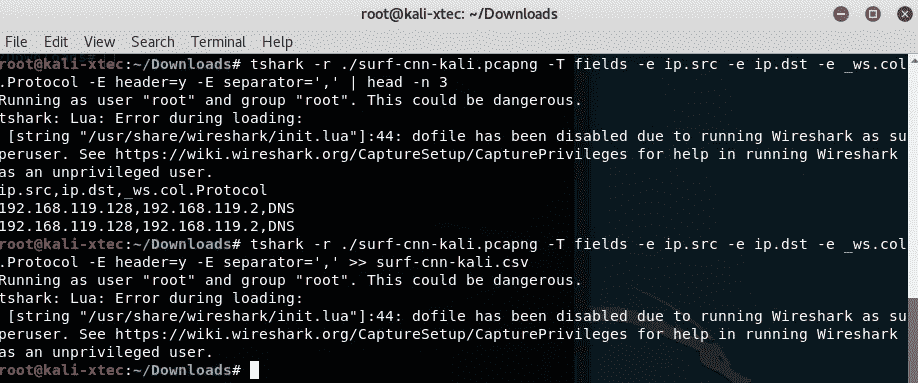 root@kali-xtec: ~/Downloads
File Edit View Search Terminal Help
root@kali-xtec:~/Downloads# tshark -r ./surf-cnn-kali.pcapng -T fields -e ip.src -e ip.dst -e _ws.col
.Protocol -E header=y -E separator=',' | head -n 3
Running as user "root" and group "root". This could be dangerous.
tshark: Lua: Error during loading:
 [string "/usr/share/wireshark/init.lua"]:44: dofile has been disabled due to running Wireshark as su
peruser. See https://wiki.wireshark.org/CaptureSetup/CapturePrivileges for help in running Wireshark
as an unprivileged user.
ip.src,ip.dst,_ws.col.Protocol
192.168.119.128,192.168.119.2,DNS
192.168.119.128,192.168.119.2,DNS
root@kali-xtec:~/Downloads# tshark -r ./surf-cnn-kali.pcapng -T fields -e ip.src -e ip.dst -e _ws.col
.Protocol -E header=y -E separator=',' >> surf-cnn-kali.csv
Running as user "root" and group "root". This could be dangerous.
tshark: Lua: Error during loading:
 [string "/usr/share/wireshark/init.lua"]:44: dofile has been disabled due to running Wireshark as su
peruser. See https://wiki.wireshark.org/CaptureSetup/CapturePrivileges for help in running Wireshark
as an unprivileged user.
root@kali-xtec:~/Downloads#